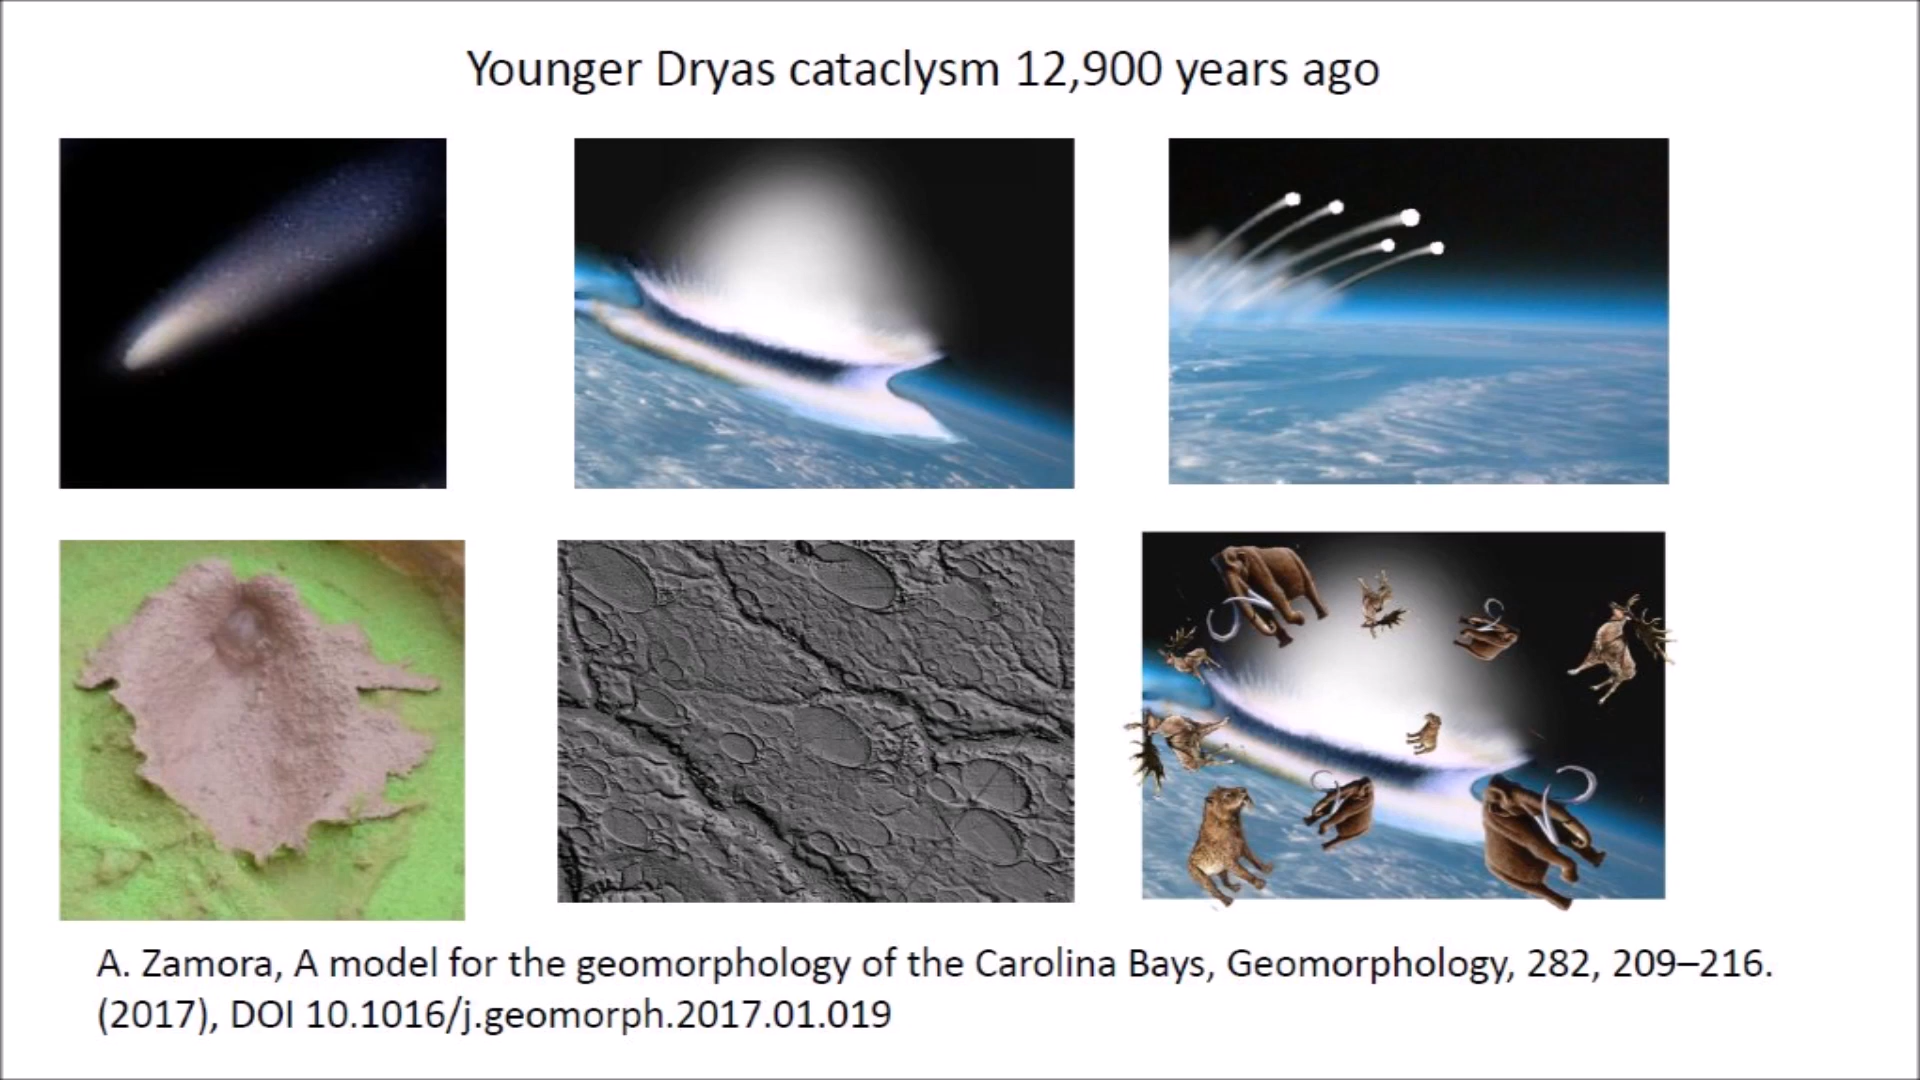 Younger Dryas cataclysm 12,900 years ago
A. Zamora, A model for the geomorphology of the Carolina Bays, Geomorphology, 282, 209–216.
(2017), DOI 10.1016/j.geomorph.2017.01.019